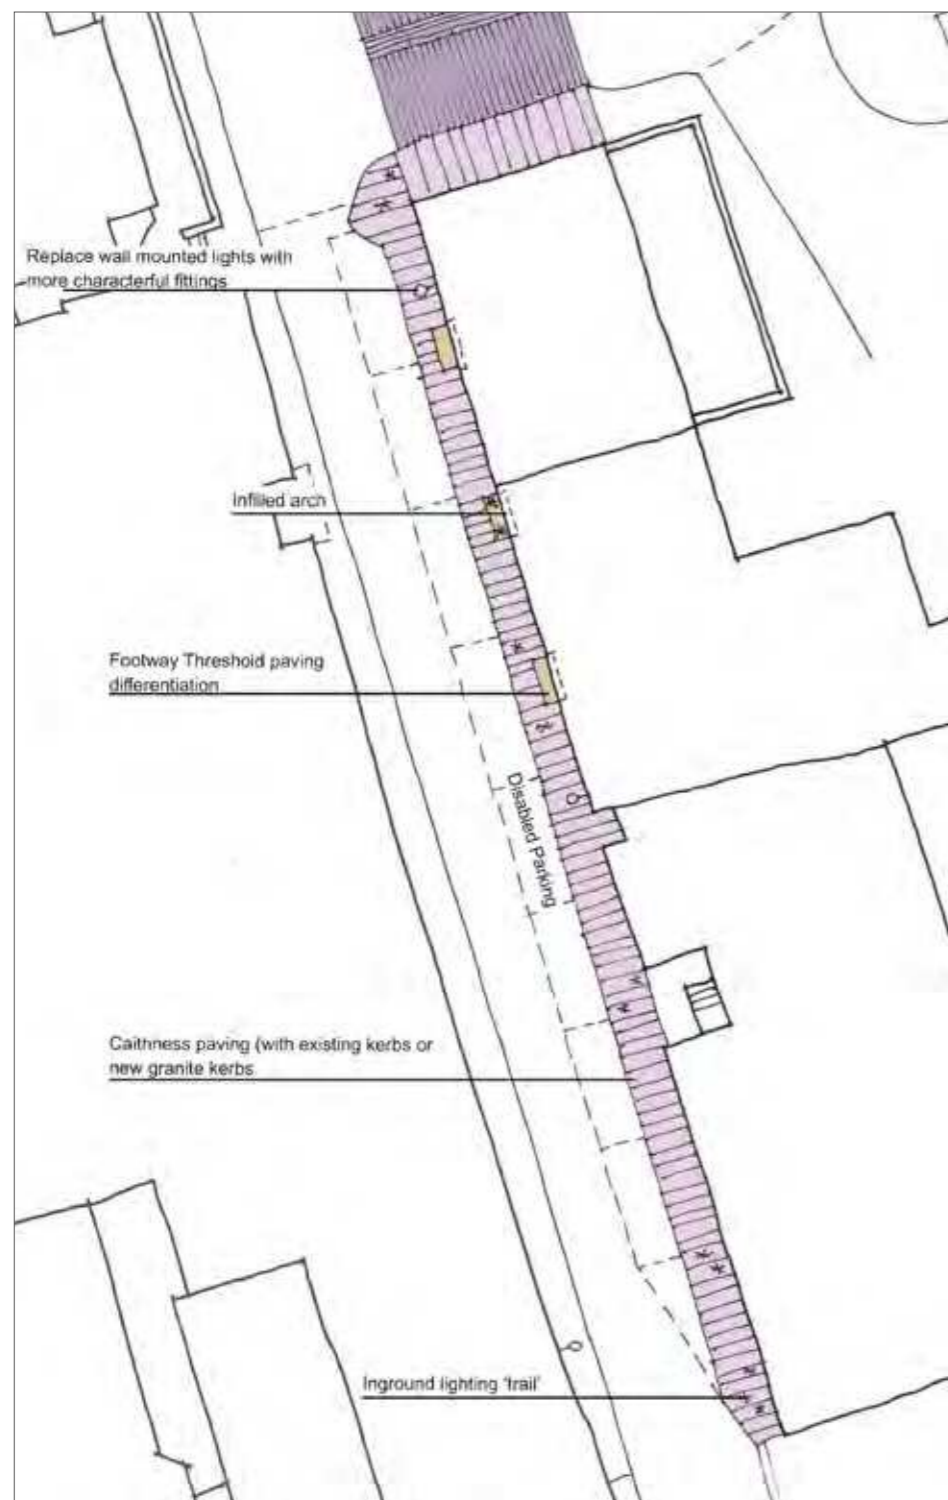 Replace wall mounted lights with
more characterful fittings
Infilled arch
Footway Threshold paving
differentiation
Disabled Parking
Caithness paving (with existing kerbs or
new granite kerbs
Inground lighting 'trail'